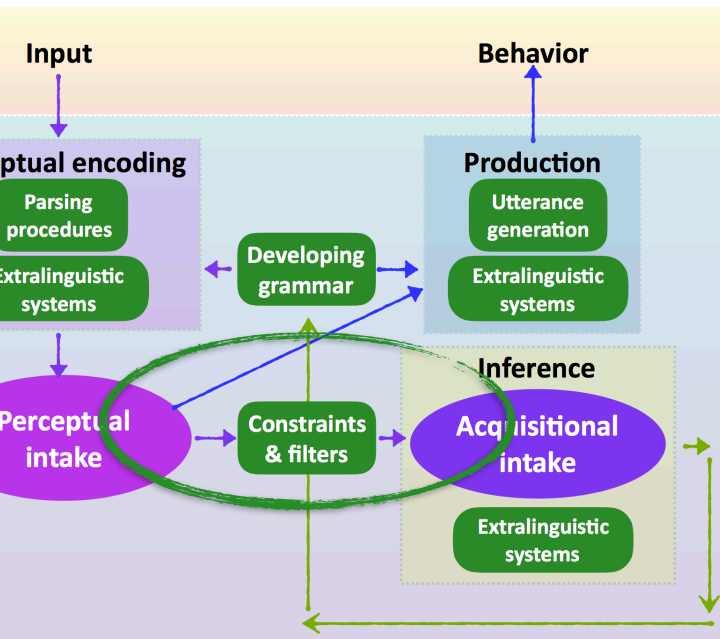 Input
Behavior
ptual encoding
Production
Parsing
procedures
Utterance
generation
Developing
grammar
Extralinguistic
systems
Extralinguistic
systems
Inference
Perceptual
intake
Constraints
& filters
Acquisitional
intake
Extralinguistic
systems